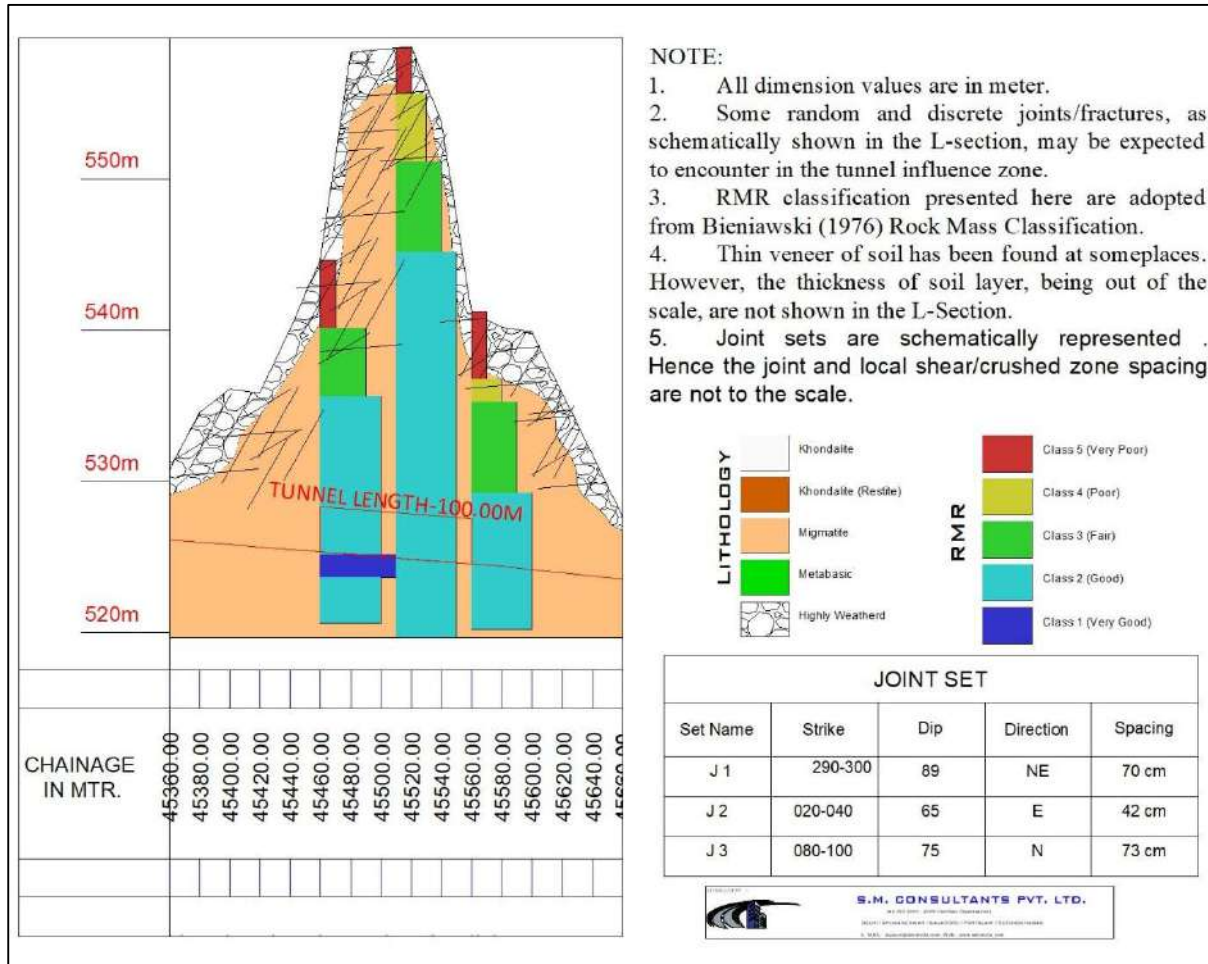 550m
540m
530m
520m
TUNNEL LENGTH-100.00M
CHAINAGE
IN MTR.
45360.00
45380.00
45400.00
45420.00
45440.00
45460.00
45480.00
45500.00
45520.00
45540.00
45560.00
45580.00
45600.00
45620.00
45640.00
45660.00
NOTE:
1. All dimension values are in meter.
2. Some random and discrete joints/fractures, as
schematically shown in the L-section, may be expected
to encounter in the tunnel influence zone.
3. RMR classification presented here are adopted
from Bieniawski (1976) Rock Mass Classification.
4. Thin veneer of soil has been found at someplaces.
However, the thickness of soil layer, being out of the
scale, are not shown in the L-Section.
5. Joint sets are schematically represented .
Hence the joint and local shear/crushed zone spacing
are not to the scale.
LITHOLOGY
Khondalite
Khondalite (Restite)
Migmatite
Metabasic
Highly Weatherd
RMR
Class 5 (Very Poor)
Class 4 (Poor)
Class 3 (Fair)
Class 2 (Good)
Class 1 (Very Good)
JOINT SET
Set Name Strike Dip Direction Spacing
J 1 290-300 89 NE 70 cm
J 2 020-040 65 E 42 cm
J 3 080-100 75 N 73 cm
S.M. CONSULTANTS PVT. LTD.